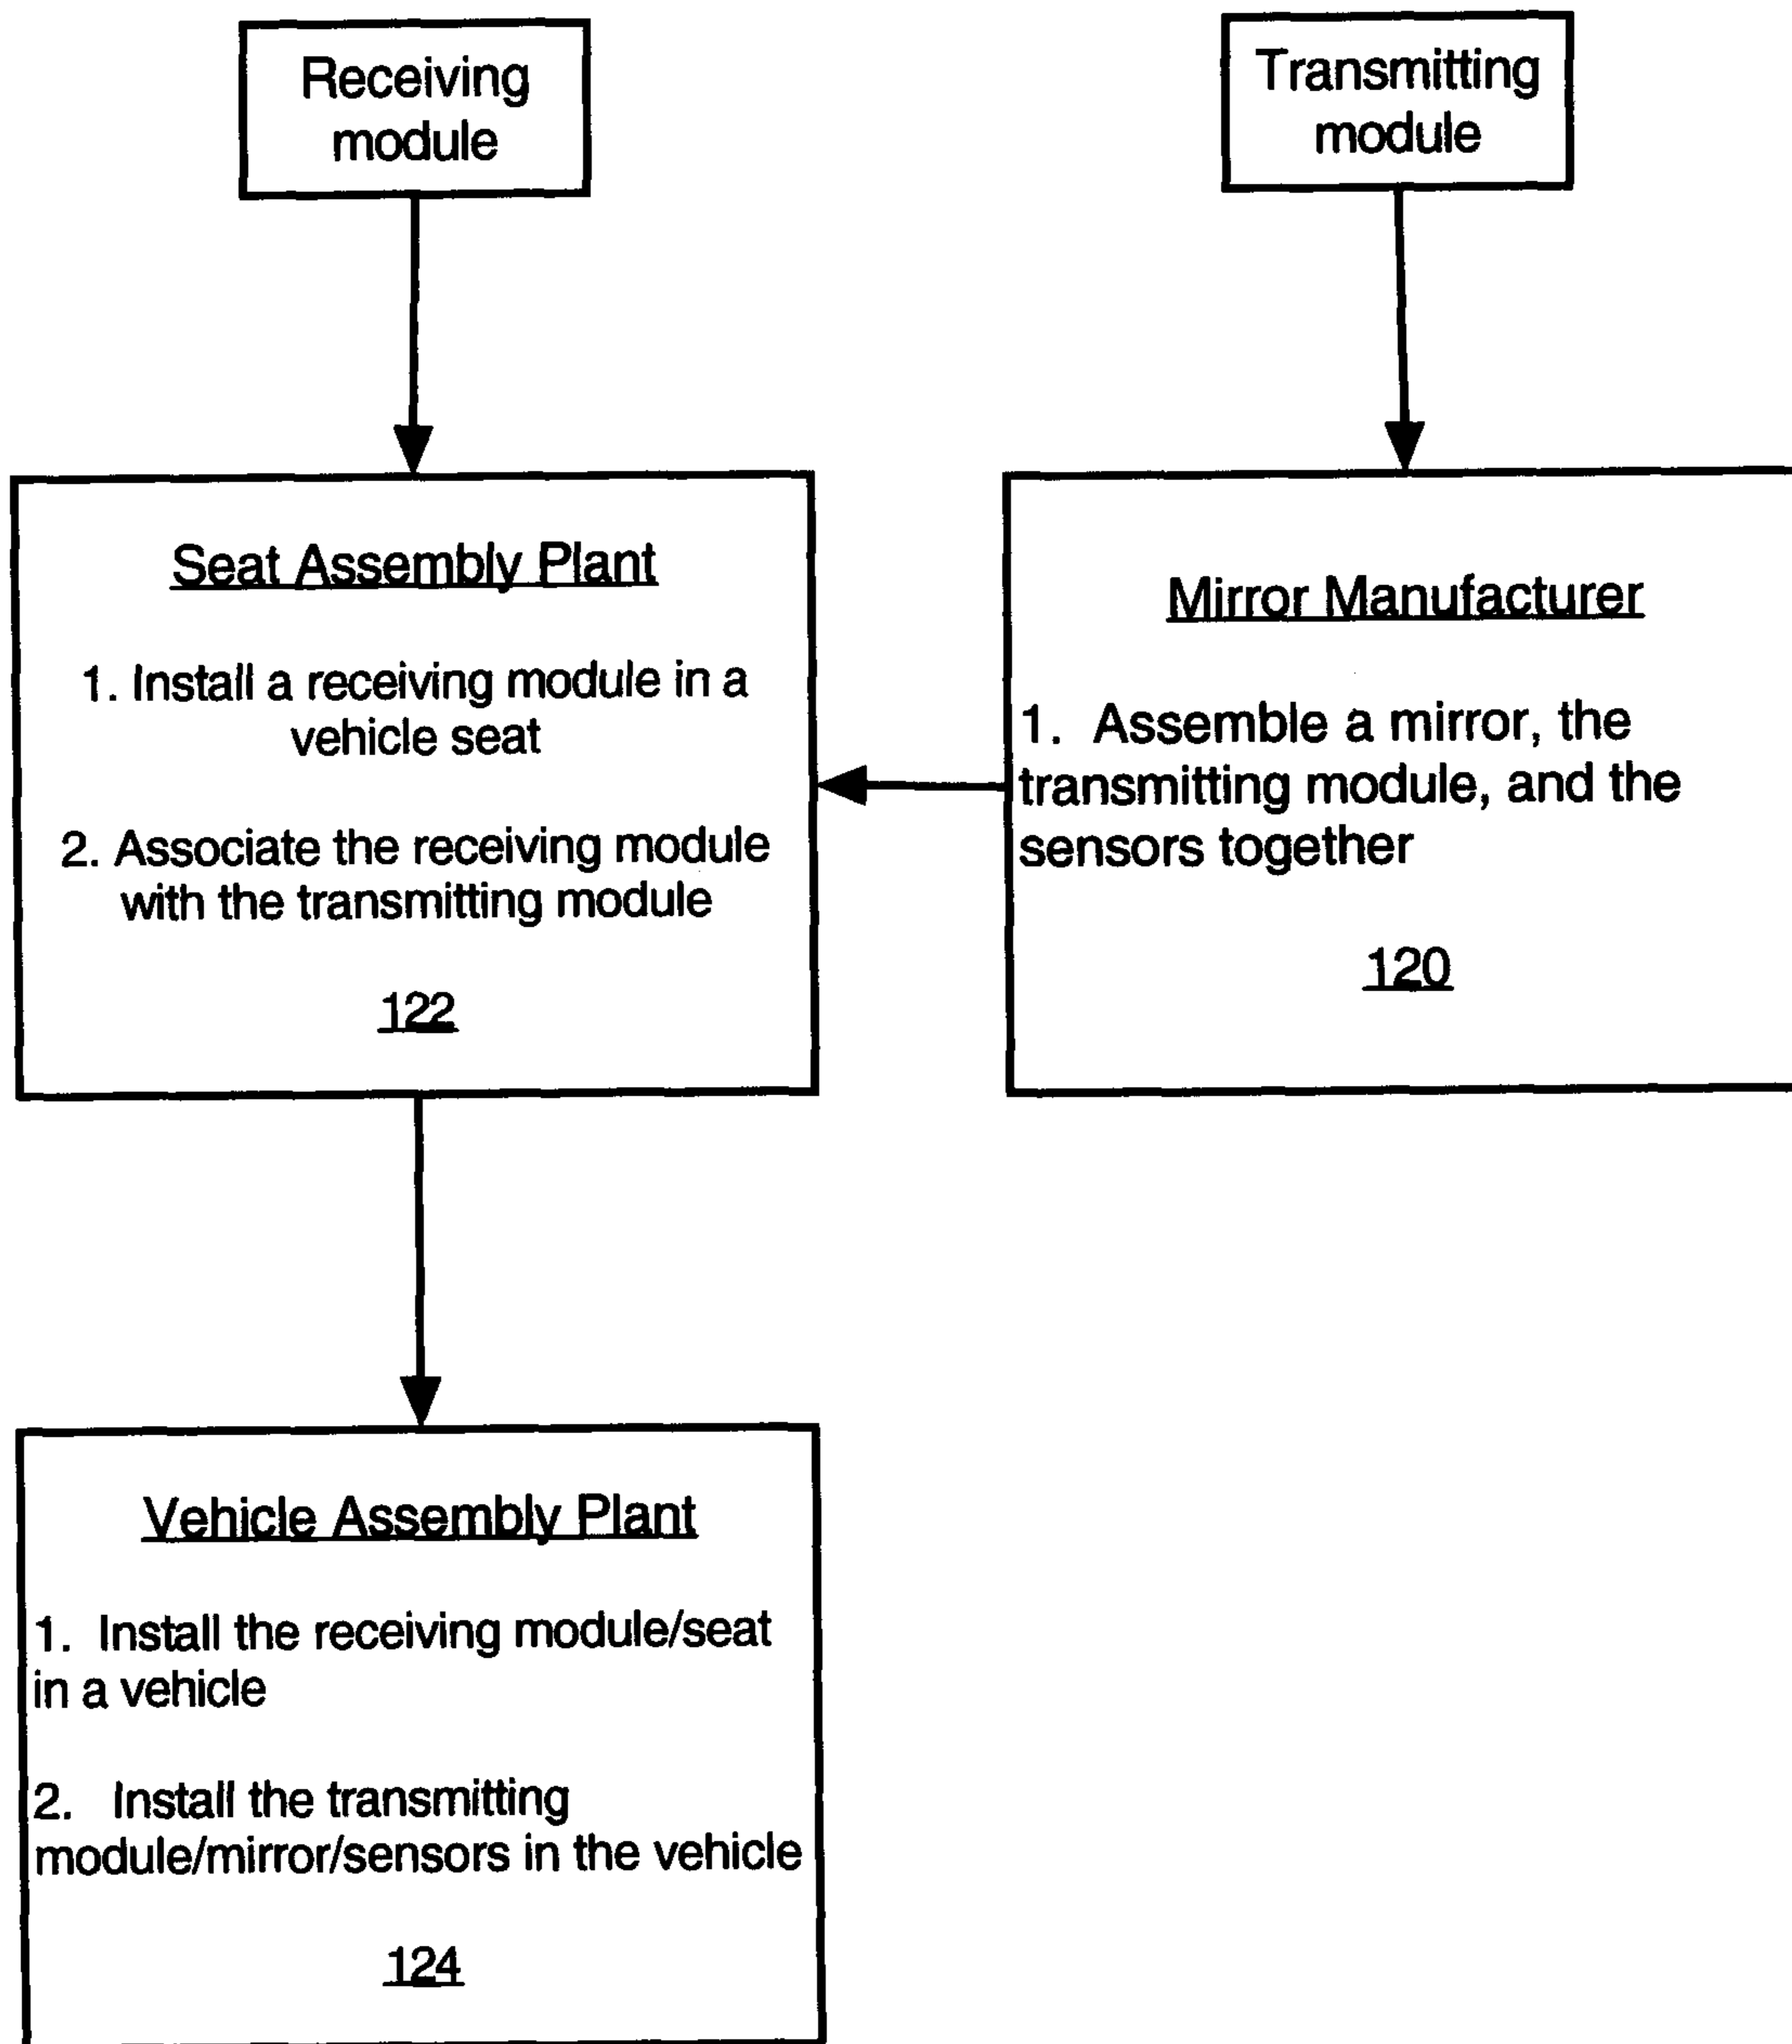 Receiving
module
Transmitting
module
Seat Assembly Plant
1. Install a receiving module in a
vehicle seat
2. Associate the receiving module
with the transmitting module
122
Mirror Manufacturer
1. Assemble a mirror, the
transmitting module, and the
sensors together
120
Vehicle Assembly Plant
1. Install the receiving module/seat
in a vehicle
2. Install the transmitting
module/mirror/sensors in the vehicle
124